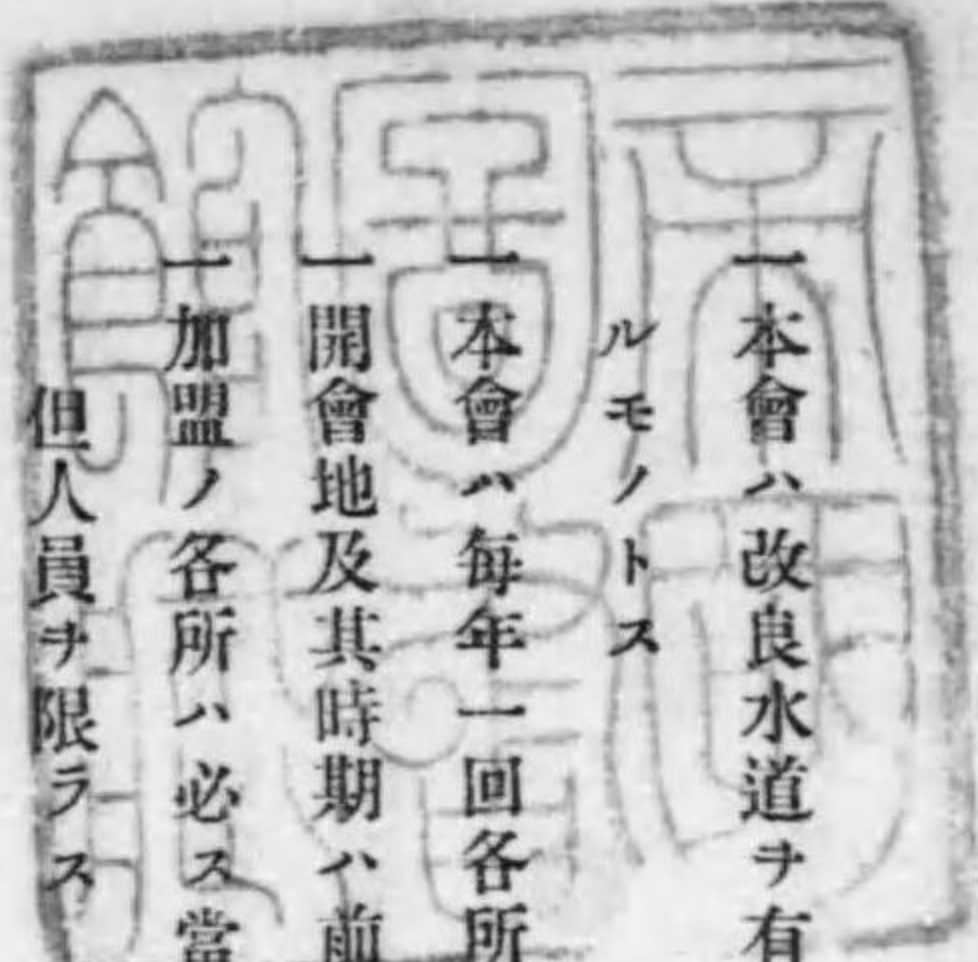 一本會ハ改良水道ヲ有
ルモノトス
一本會ハ毎年一回各所
一開會地及其時期ハ前
一加盟ノ各所ハ必ス當
但人員ヲ限ラス